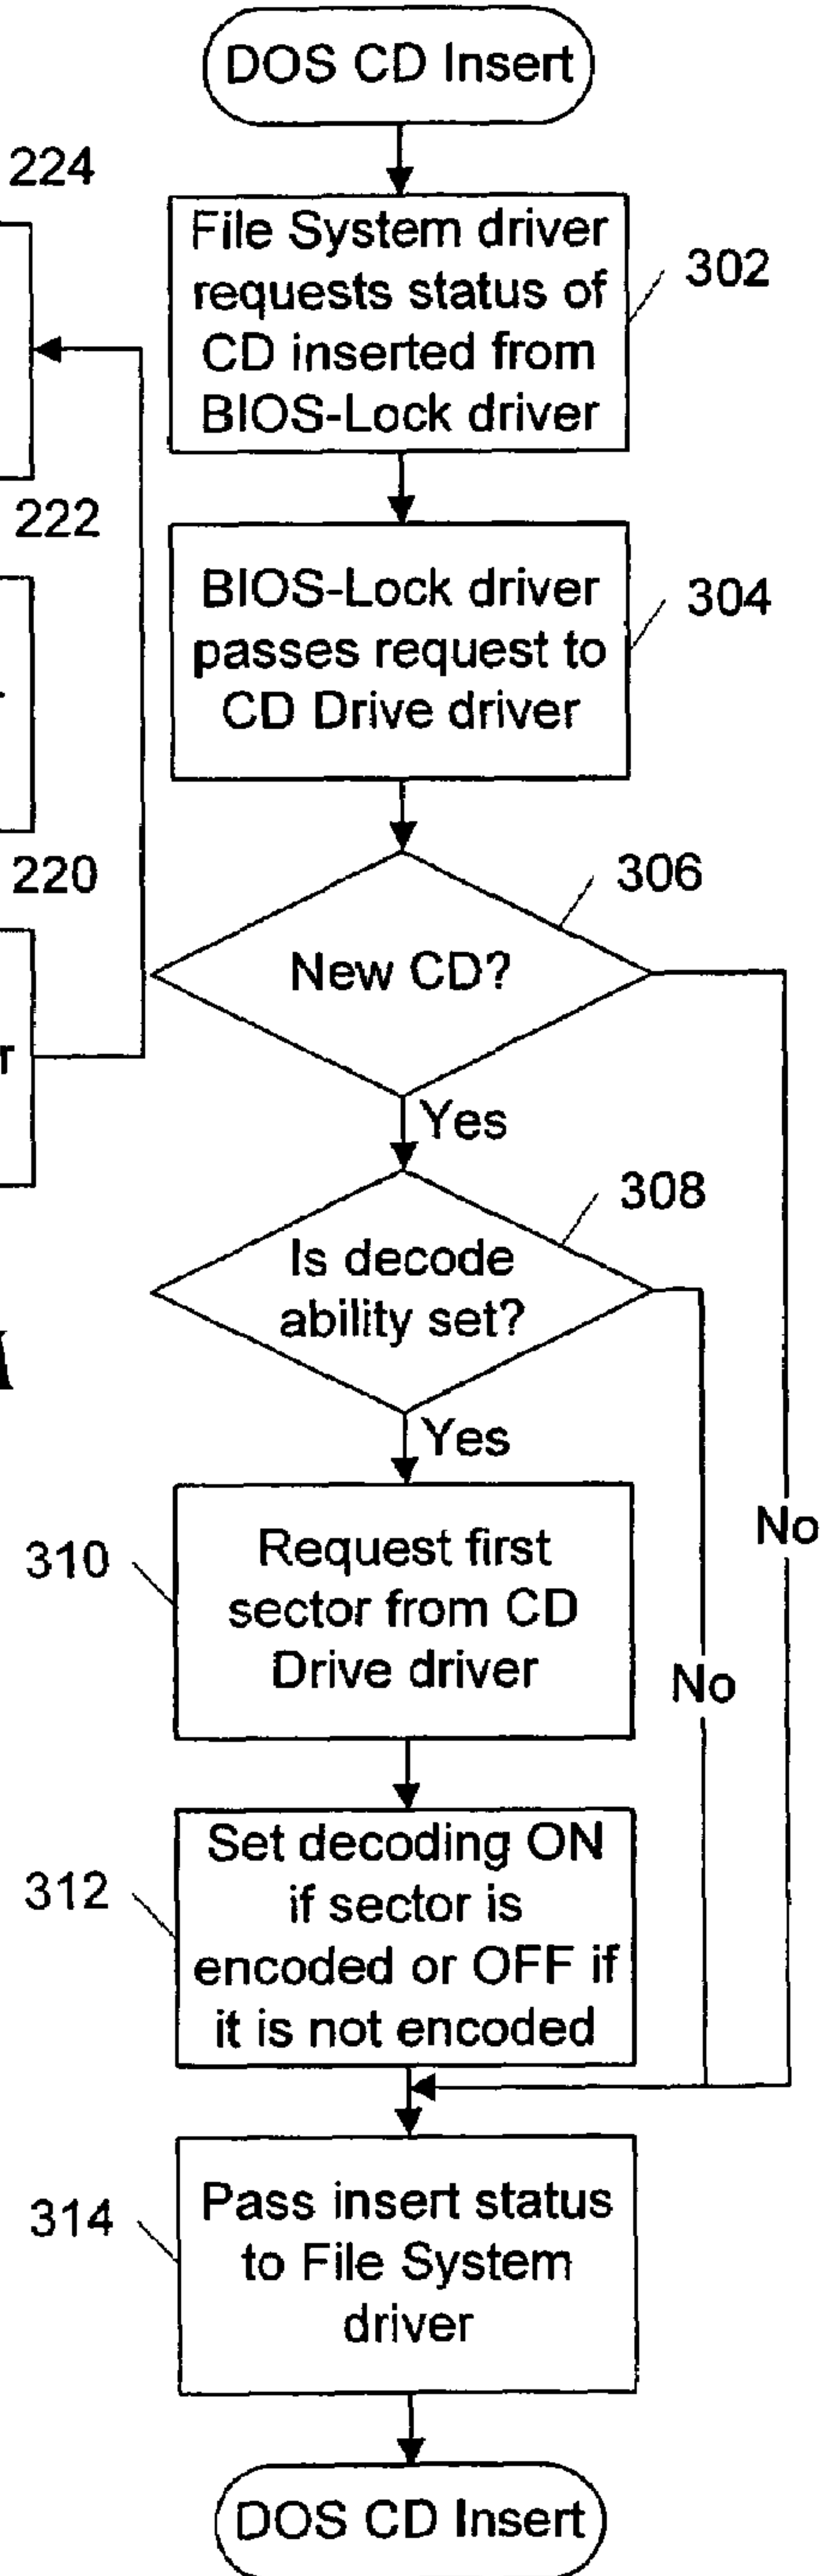 DOS CD Insert
224
File System driver
requests status of
CD inserted from
BIOS-Lock driver
302
222
BIOS-Lock driver
passes request to
CD Drive driver
304
220
New CD?
306
r
Yes
Is decode
ability set?
308
Yes
310
Request first
sector from CD
Drive driver
No
No
312
Set decoding ON
if sector is
encoded or OFF if
it is not encoded
314
Pass insert status
to File System
driver
DOS CD Insert